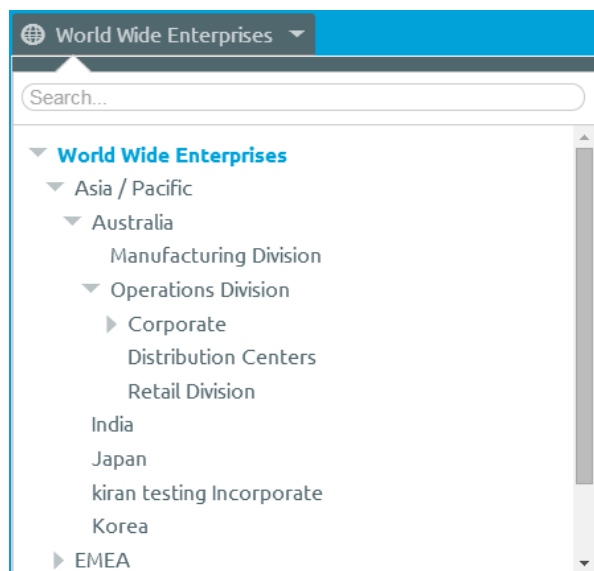 World Wide Enterprises
Search...
World Wide Enterprises
Asia / Pacific
Australia
Manufacturing Division
Operations Division
Corporate
Distribution Centers
Retail Division
India
Japan
kiran testing Incorporate
Korea
EMEA